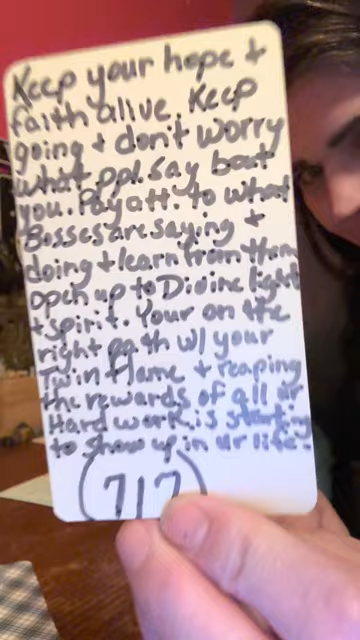 Keep your hope +
faith alive. Keep
going + don't worry
what ppl. say bout
you. Pay att. to what
Bosses are saying +
doing + learn from them
open up to Divine light
+ spirit. Your on the
right path w/ your
Twin flame + reaping
the rewards of all ur
Hard work is starting
to show up in ur life.
717